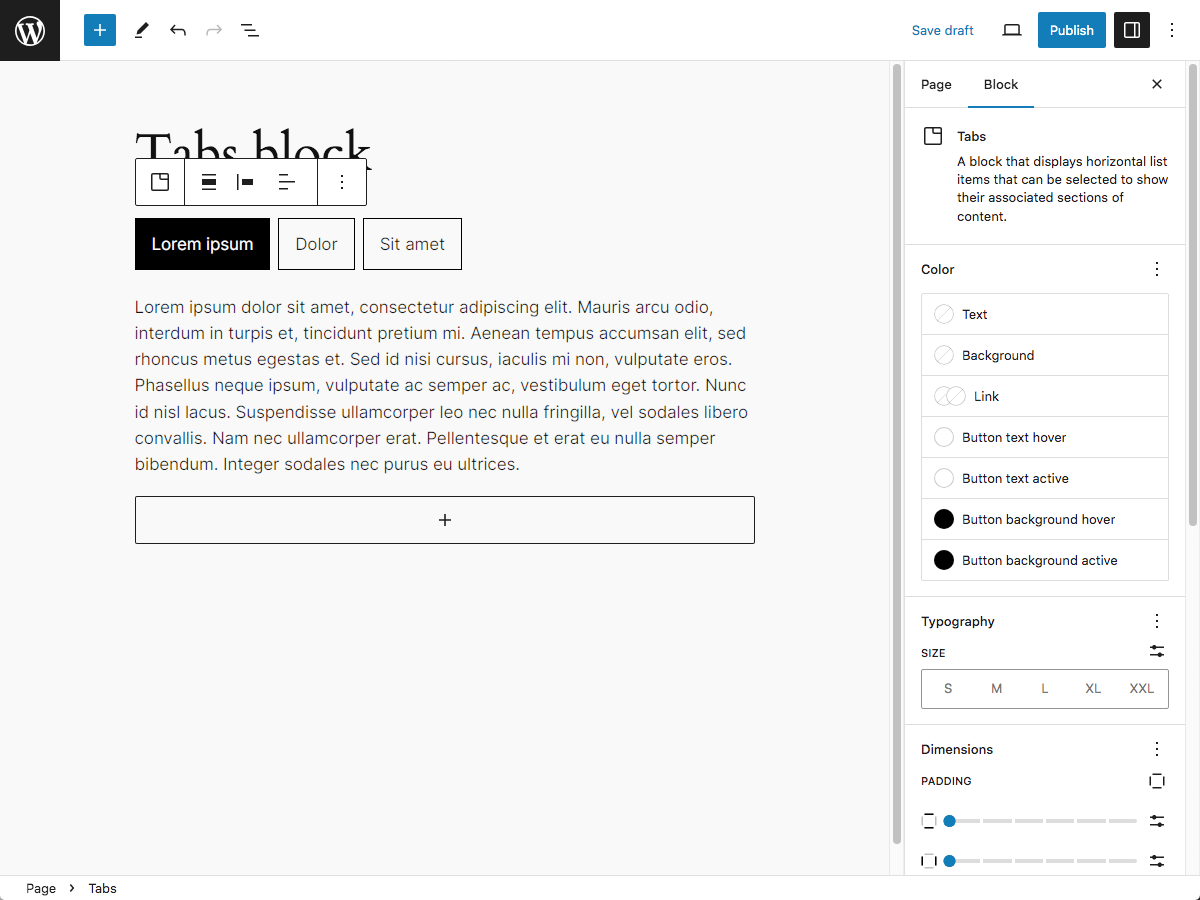 Save draft
Publish
Tabs block
Lorem ipsum
Dolor
Sit amet
Lorem ipsum dolor sit amet, consectetur adipiscing elit. Mauris arcu odio,
interdum in turpis et, tincidunt pretium mi. Aenean tempus accumsan elit, sed
rhoncus metus egestas et. Sed id nisi cursus, iaculis mi non, vulputate eros.
Phasellus neque ipsum, vulputate ac semper ac, vestibulum eget tortor. Nunc
id nisl lacus. Suspendisse ullamcorper leo nec nulla fringilla, vel sodales libero
convallis. Nam nec ullamcorper erat. Pellentesque et erat eu nulla semper
bibendum. Integer sodales nec purus eu ultrices.
Page
Block
Tabs
A block that displays horizontal list
items that can be selected to show
their associated sections of
content.
Color
Text
Background
Link
Button text hover
Button text active
Button background hover
Button background active
Typography
SIZE
S M L XL XXL
Dimensions
PADDING
Page
Tabs